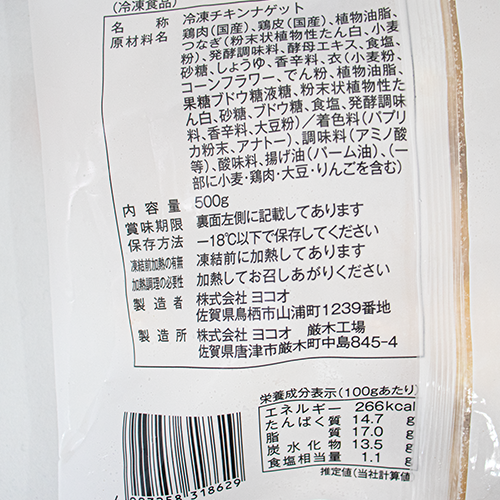 (冷凍食品)
名称 冷凍チキンナゲット
原材料名 鶏肉(国産)、鶏皮(国産)、植物油脂、
つなぎ(粉末状植物性たん白、小麦
粉)、発酵調味料、酵母エキス、食塩、
砂糖、しょうゆ、香辛料、衣(小麦粉、
コーンフラワー、でん粉、植物油脂、
果糖ブドウ糖液糖、粉末状植物性た
ん白、砂糖、ブドウ糖、食塩、発酵調味
料、香辛料、大豆粉)/着色料(パプリ
カ粉末、アナトー)、調味料(アミノ酸
等)、酸味料、揚げ油(パーム油)、(一
部に小麦・鶏肉・大豆・りんごを含む)
内容量 500g
賞味期限 裏面左側に記載してあります
保存方法 −18℃以下で保存してください
凍結前加熱の有無 凍結前に加熱してあります
加熱調理の必要性 加熱してお召しあがりください
製造者 株式会社 ヨコオ
佐賀県鳥栖市山浦町1239番地
製造所 株式会社 ヨコオ 厳木工場
佐賀県唐津市厳木町中島845-4
栄養成分表示(100gあたり)
エネルギー 266kcal
たんぱく質 14.7 g
脂質 17.0 g
炭水化物 13.5 g
食塩相当量 1.1 g
推定値(当社計算値
318629